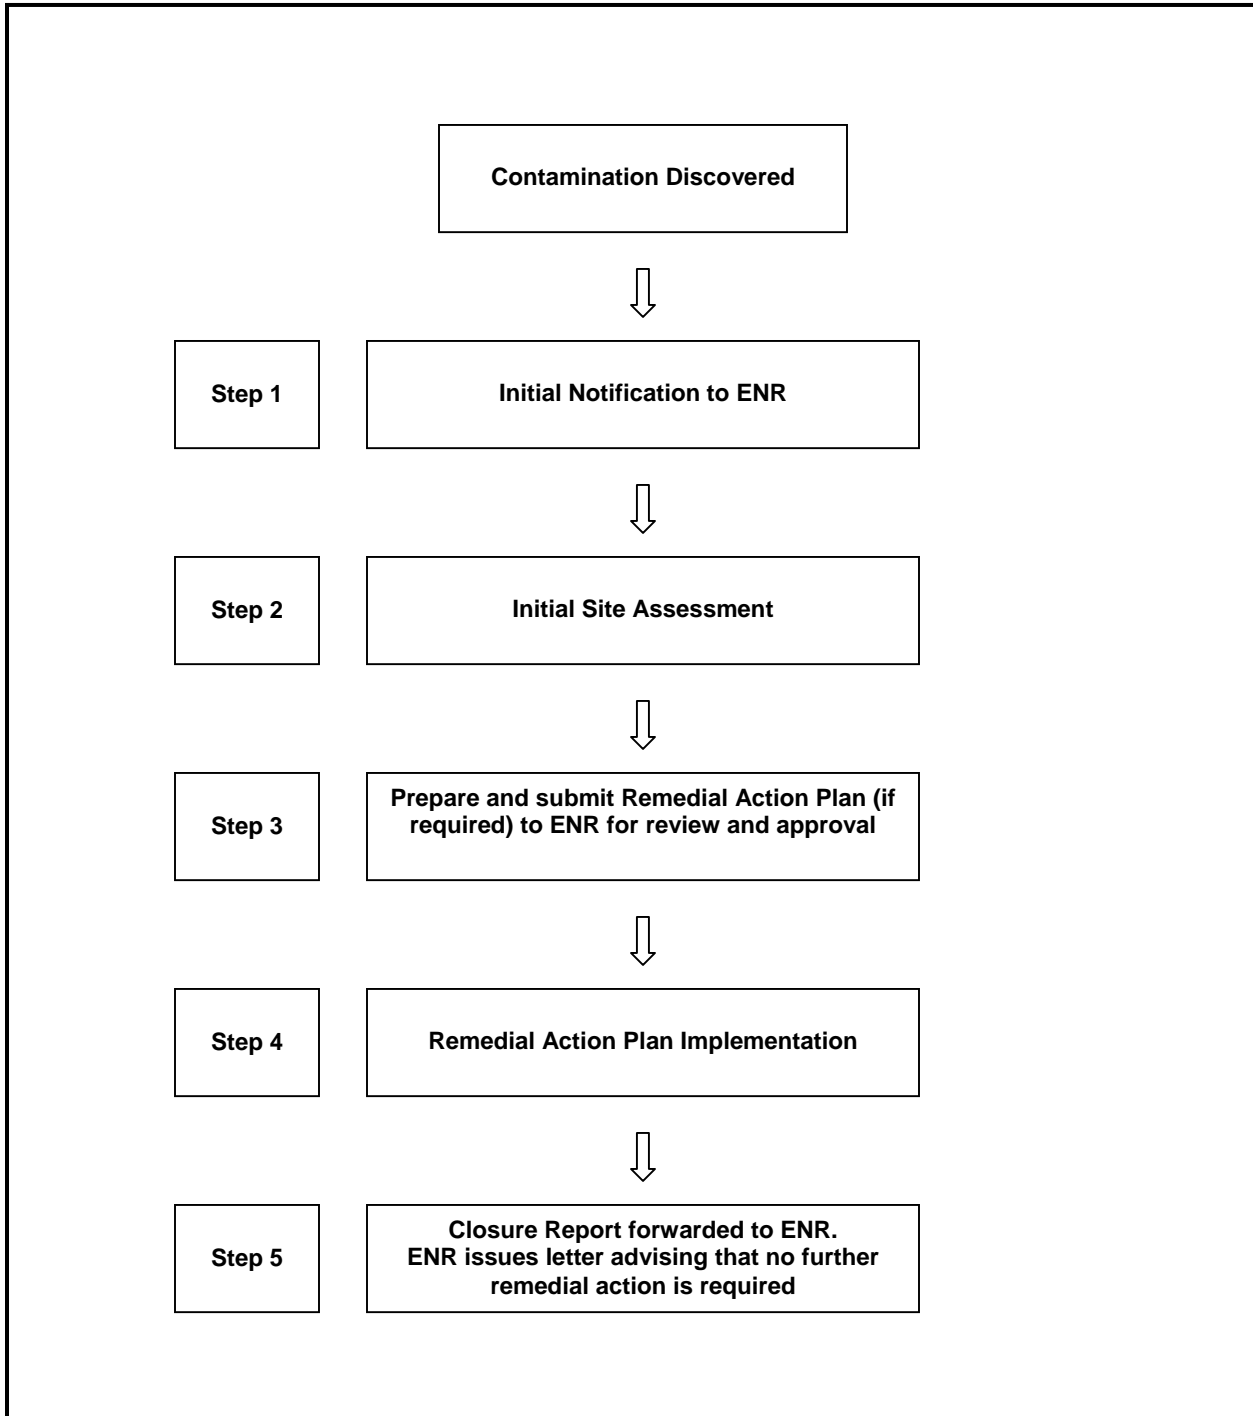 Contamination Discovered
Step 1
Initial Notification to ENR
Step 2
Initial Site Assessment
Step 3
Prepare and submit Remedial Action Plan (if
required) to ENR for review and approval
Step 4
Remedial Action Plan Implementation
Step 5
Closure Report forwarded to ENR.
ENR issues letter advising that no further
remedial action is required